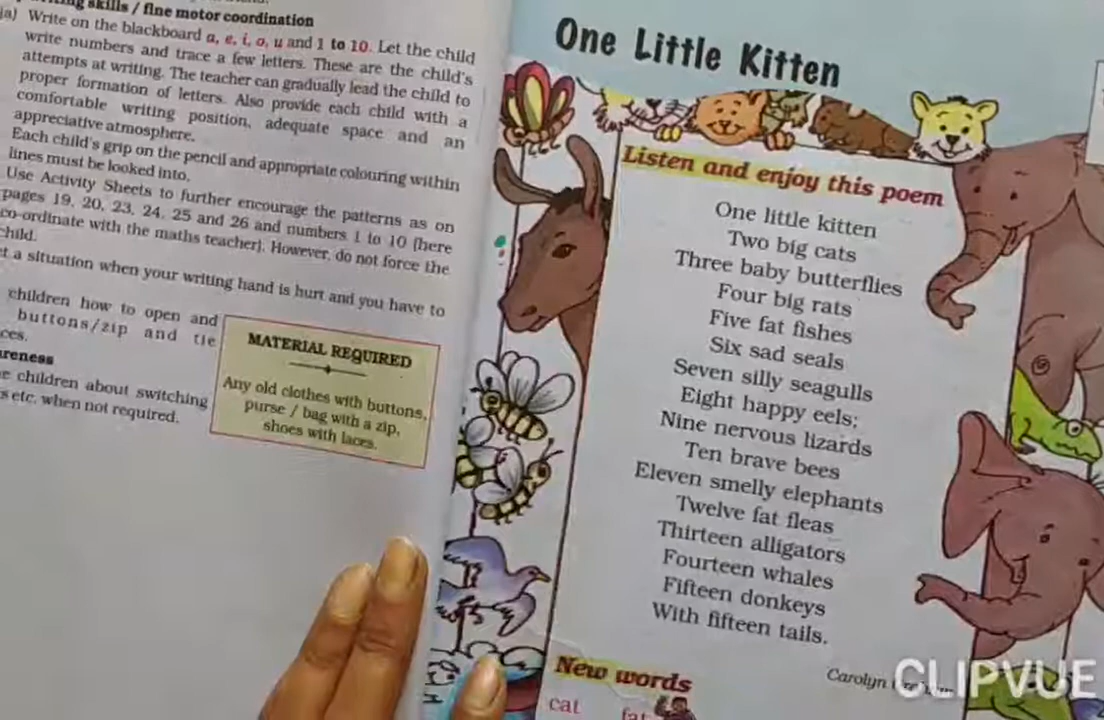 skills / fine motor coordination
Write on the blackboard a, e, i, o, u and 1 to 10. Let the child
write numbers and trace a few letters. These are the child's
attempts at writing. The teacher can gradually lead the child to
proper formation of letters. Also provide each child with a
comfortable writing position, adequate space and an
appreciative atmosphere.
Each child's grip on the pencil and appropriate colouring within
lines must be looked into.
Use Activity Sheets to further encourage the patterns as on
pages 19, 20, 23, 24, 25 and 26 and numbers 1 to 10 (here
co-ordinate with the maths teacher). However, do not force the
child.
a situation when your writing hand is hurt and you have to
children how to open and
buttons/zip and tie
children about switching
etc. when not required.
MATERIAL REQUIRED
Any old clothes with buttons,
purse / bag with a zip,
shoes with laces.
One Little Kitten
Listen and enjoy this poem
One little kitten
Two big cats
Three baby butterflies
Four big rats
Five fat fishes
Six sad seals
Seven silly seagulls
Eight happy eels;
Nine nervous lizards
Ten brave bees
Eleven smelly elephants
Twelve fat fleas
Thirteen alligators
Fourteen whales
Fifteen donkeys
With fifteen tails.
Carolyn
New words
cat fat
CLIPVUE